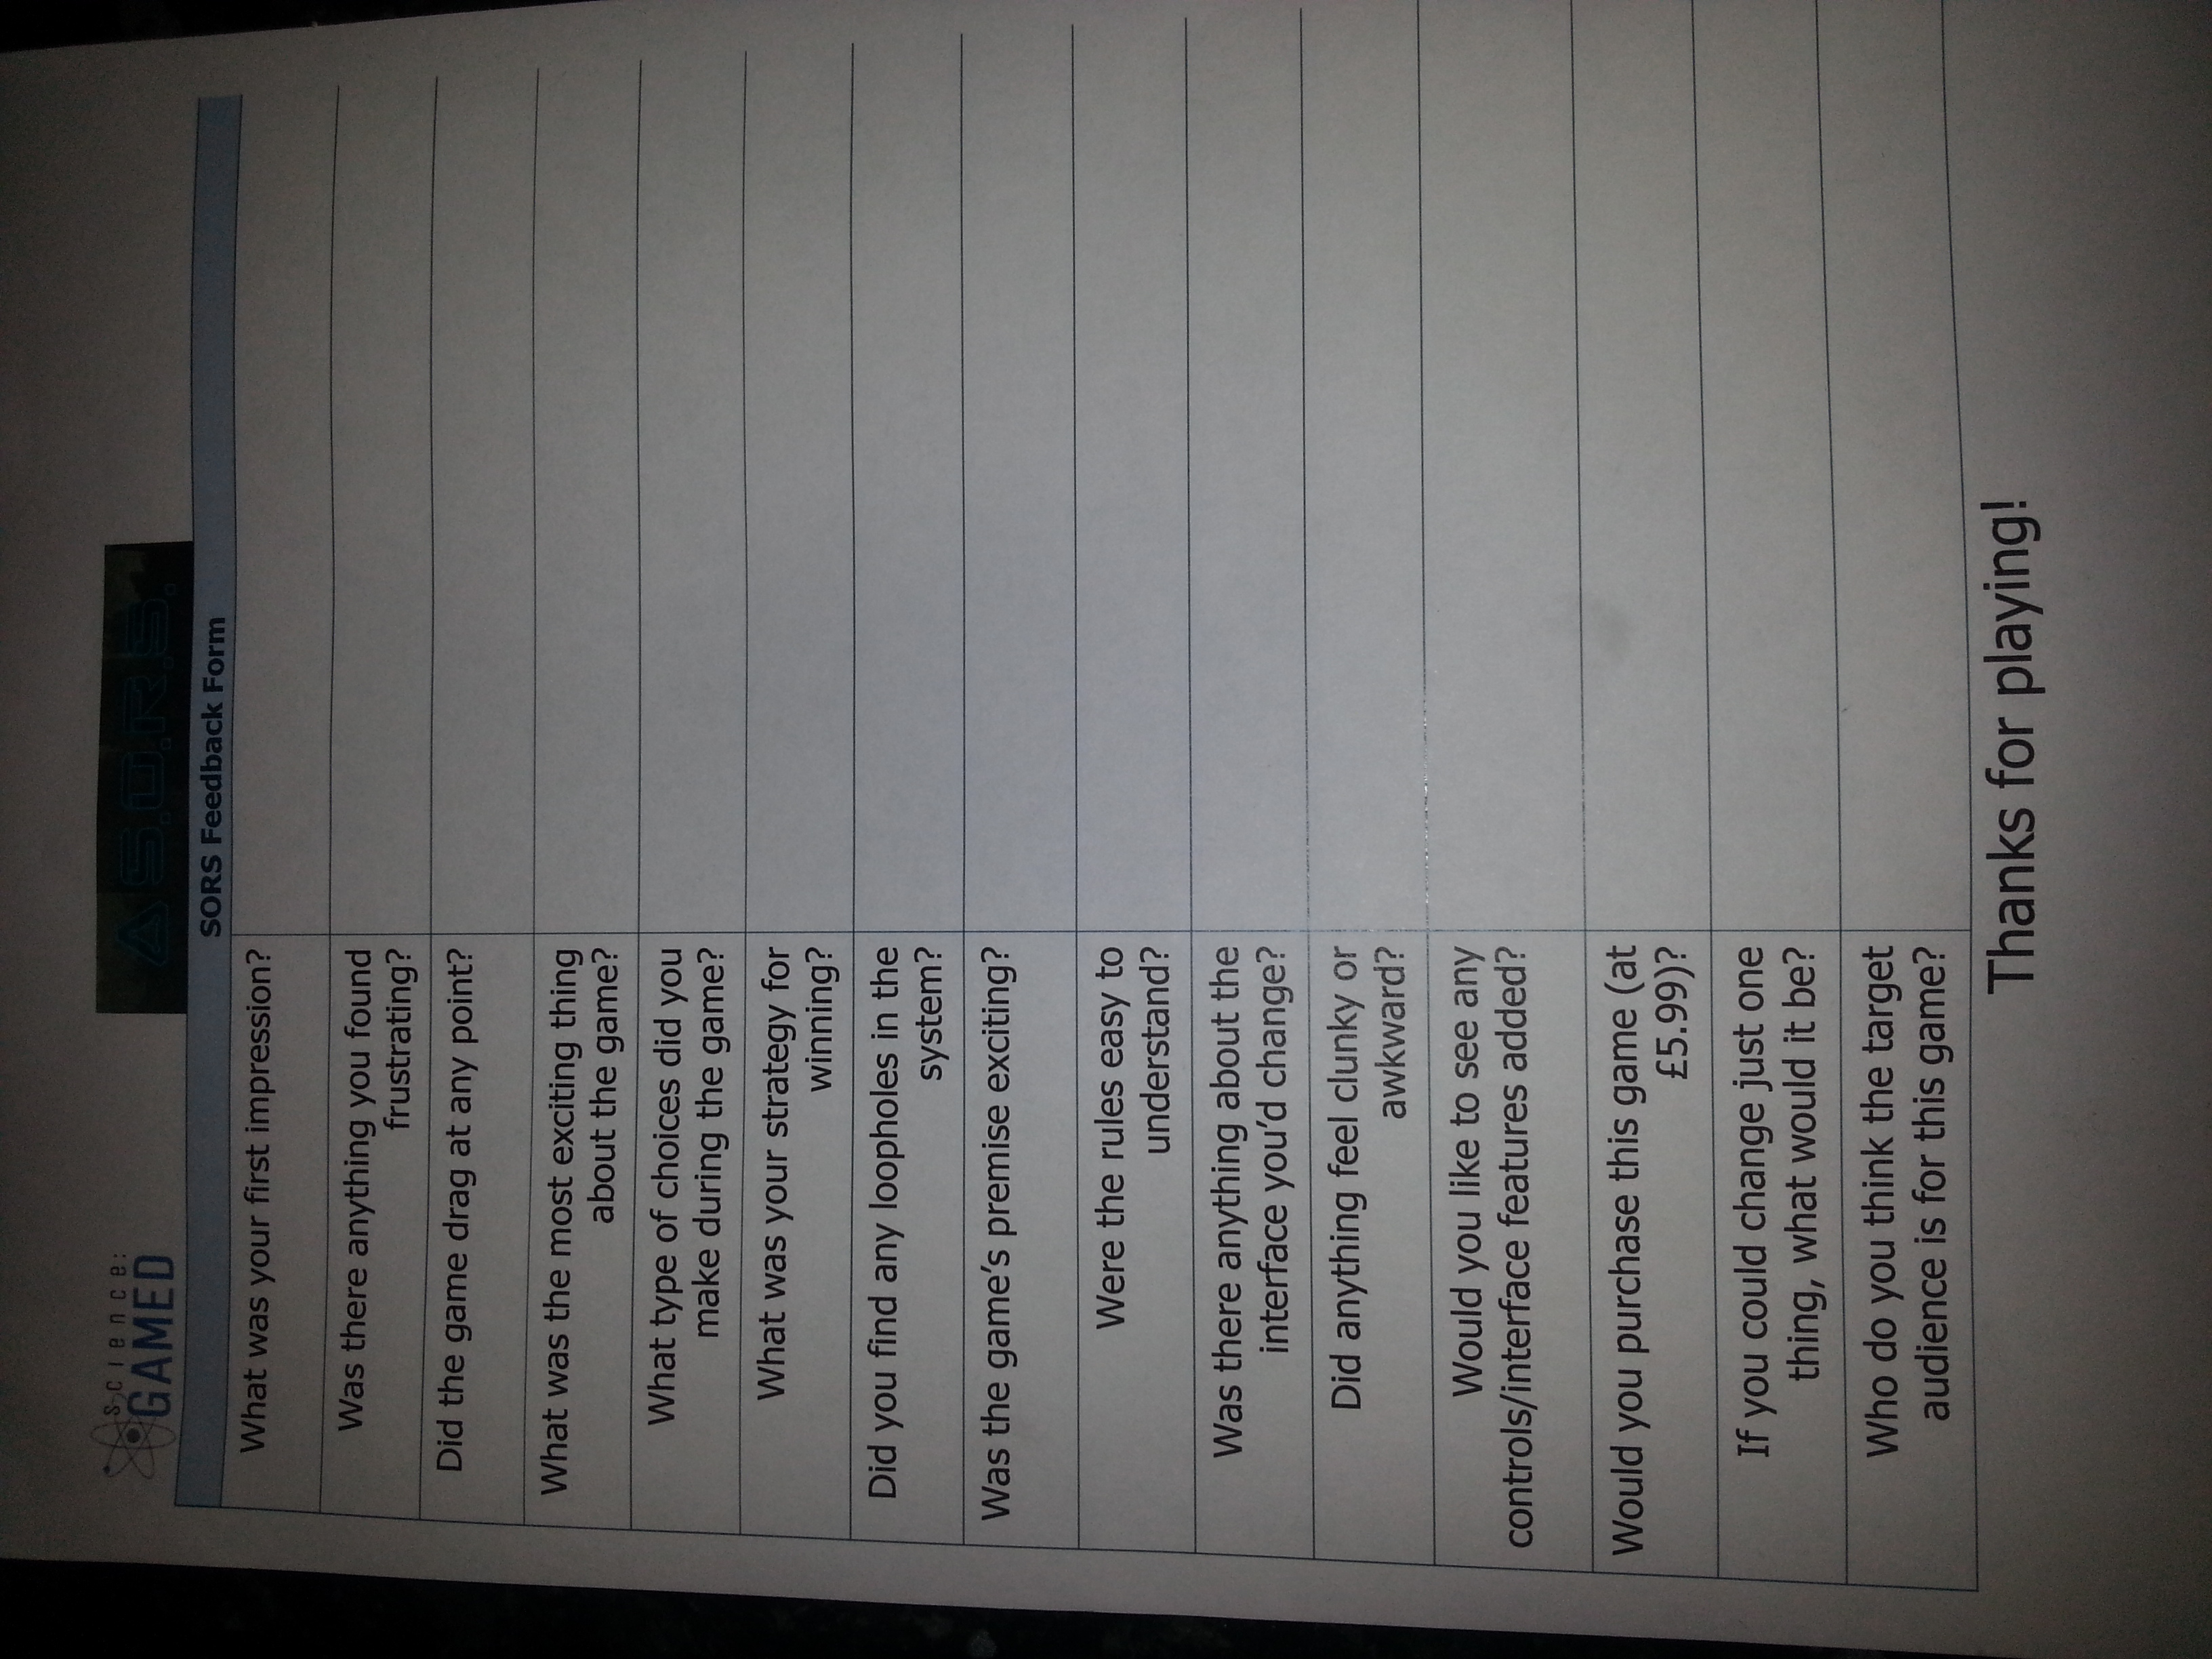 science:
GAMED
S.O.R.S.
SORS Feedback Form
What was your first impression?
Was there anything you found
frustrating?
Did the game drag at any point?
What was the most exciting thing
about the game?
What type of choices did you
make during the game?
What was your strategy for
winning?
Did you find any loopholes in the
system?
Was the game’s premise exciting?
Were the rules easy to
understand?
Was there anything about the
interface you’d change?
Did anything feel clunky or
awkward?
Would you like to see any
controls/interface features added?
Would you purchase this game (at
£5.99)?
If you could change just one
thing, what would it be?
Who do you think the target
audience is for this game?
Thanks for playing!